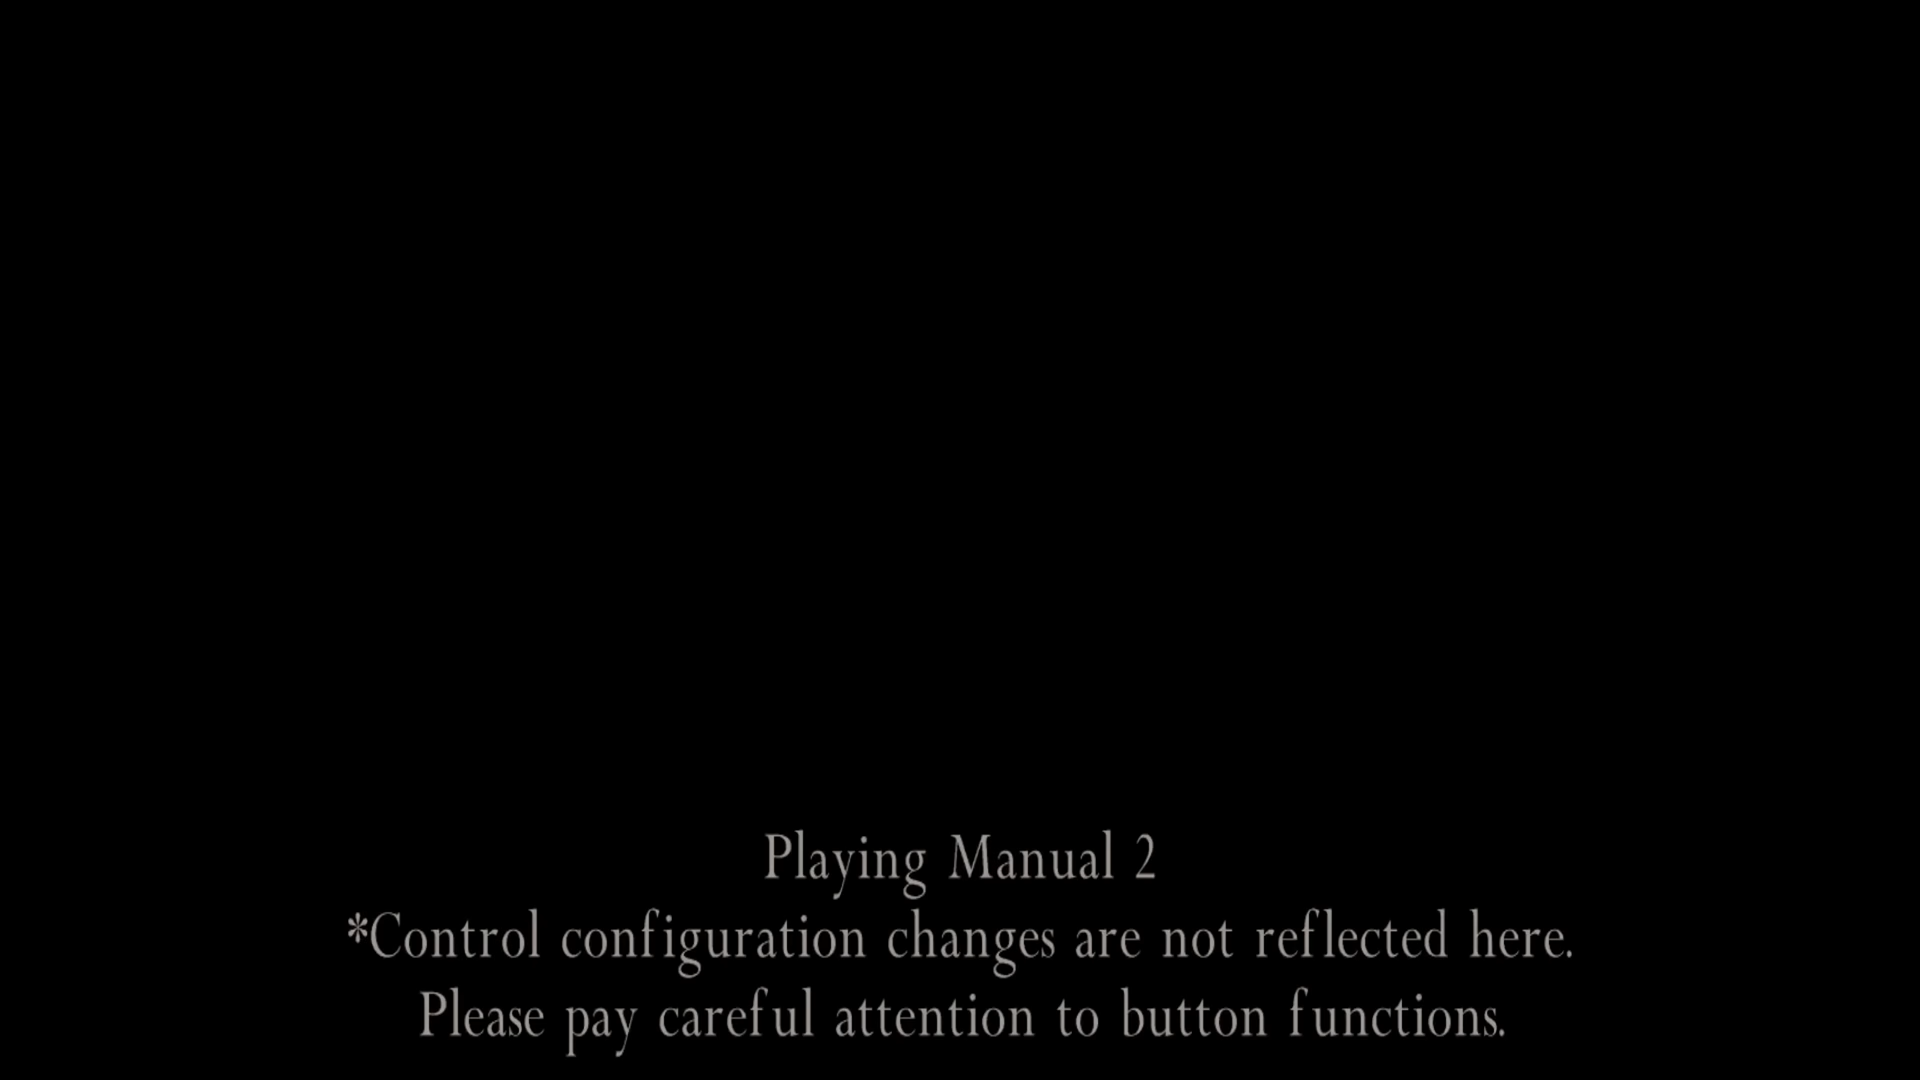 Playing Manual 2
*Control configuration changes are not reflected here.
Please pay careful attention to button functions.